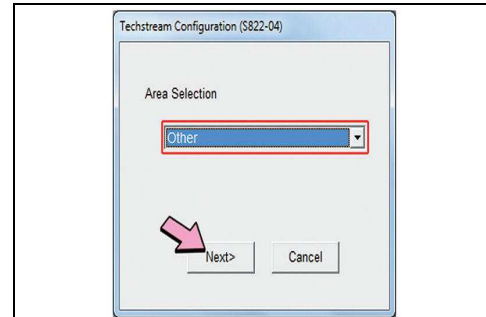 Techstream Configuration (S822-04)
Area Selection
Other
Next>
Cancel